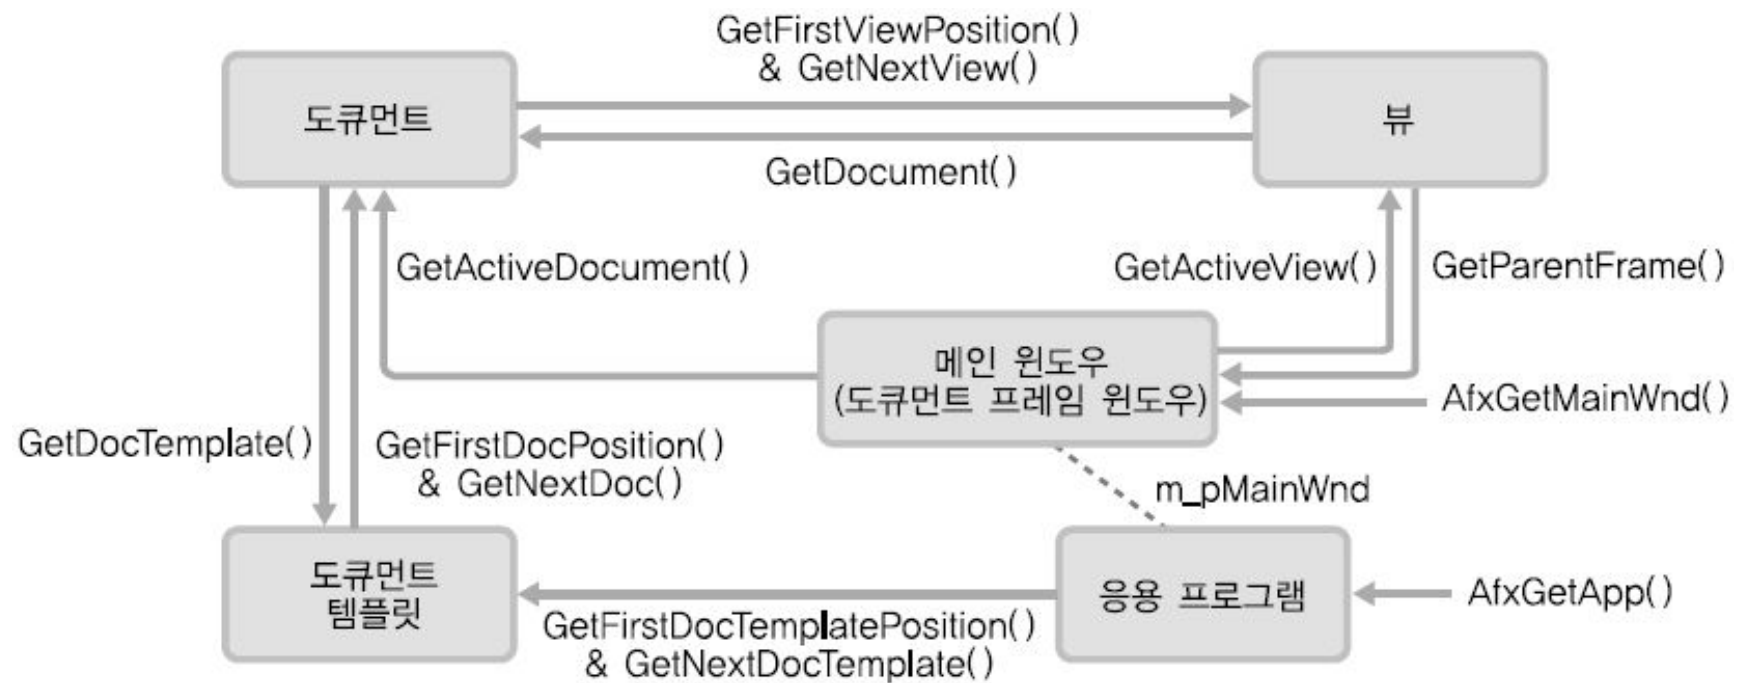 GetFirstViewPosition()
& GetNextView()
도큐먼트
뷰
GetDocument()
GetActiveDocument()
GetActiveView()
GetParentFrame()
메인 윈도우
(도큐먼트 프레임 윈도우)
AfxGetMainWnd()
GetDocTemplate()
GetFirstDocPosition()
& GetNextDoc()
m_pMainWnd
도큐먼트
템플릿
응용 프로그램
AfxGetApp()
GetFirstDocTemplatePosition()
& GetNextDocTemplate()